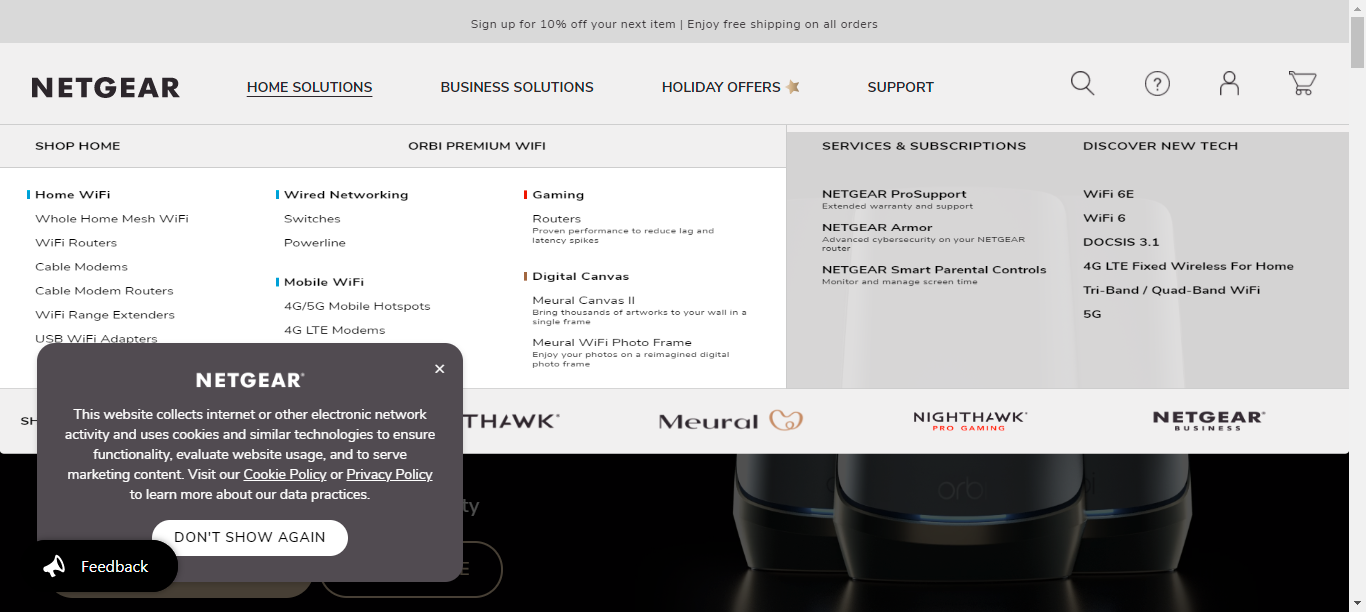 Sign up for 10% off your next item | Enjoy free shipping on all orders
NETGEAR
HOME SOLUTIONS
BUSINESS SOLUTIONS
HOLIDAY OFFERS
SUPPORT
?
SHOP HOME
ORBI PREMIUM WIFI
SERVICES & SUBSCRIPTIONS
DISCOVER NEW TECH
Home WiFi
Whole Home Mesh WiFi
WiFi Routers
Cable Modems
Cable Modem Routers
WiFi Range Extenders
USB WiFi Adapters
Wired Networking
Switches
Powerline
Mobile WiFi
4G/5G Mobile Hotspots
4G LTE Modems
Gaming
Routers
Proven performance to reduce lag and
latency spikes
Digital Canvas
Meural Canvas II
Bring thousands of artworks to your wall in a
single frame
Meural WiFi Photo Frame
Enjoy your photos on a reimagined digital
photo frame
NETGEAR ProSupport
Extended warranty and support
NETGEAR Armor
Advanced cybersecurity on your NETGEAR
router
NETGEAR Smart Parental Controls
Monitor and manage screen time
WiFi 6E
WiFi 6
DOCSIS 3.1
4G LTE Fixed Wireless For Home
Tri-Band / Quad-Band WiFi
5G
SH
THAWK
Meural
NIGHTHAWK
PRO GAMING
NETGEAR
BUSINESS
NETGEAR
×
This website collects internet or other electronic network
activity and uses cookies and similar technologies to ensure
functionality, evaluate website usage, and to serve
marketing content. Visit our Cookie Policy or Privacy Policy
to learn more about our data practices.
DON'T SHOW AGAIN
Feedback
ty
E
orbi